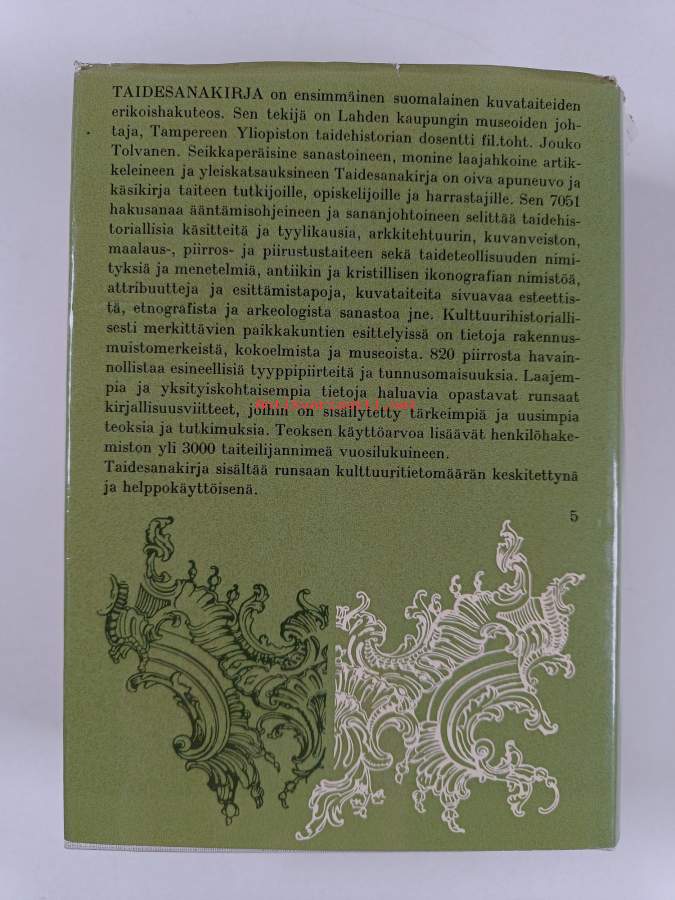 TAIDESANAKIRJA on ensimmäinen suomalainen kuvataiteiden
erikoishakuteos. Sen tekijä on Lahden kaupungin museoiden joh-
taja, Tampereen Yliopiston taidehistorian dosentti fil.toht. Jouko
Tolvanen. Seikkaperäisine sanastoineen, monine laajahkoine artik-
keleineen ja yleiskatsauksineen Taidesanakirja on oiva apuneuvo ja
käsikirja taiteen tutkijoille, opiskelijoille ja harrastajille. Sen 7051
hakusanaa ääntämisohjeineen ja sananjohtoineen selittää taidehis-
toriallisia käsitteitä ja tyylikausia, arkkitehtuurin, kuvanveiston,
maalaus-, piirros- ja piirustustaiteen sekä taideteollisuuden nimi-
tyksiä ja menetelmiä, antiikin ja kristillisen ikonografian nimistöä,
attribuutteja ja esittämistapoja, kuvataiteita sivuavaa esteettis-
tä, etnografista ja arkeologista sanastoa jne. Kulttuurihistorialli-
sesti merkittävien paikkakuntien esittelyissä on tietoja rakennus-
muistomerkeistä, kokoelmista ja museoista. 820 piirrosta havain-
nollistaa esineellisiä tyyppipiirteitä ja tunnusomaisuuksia. Laajem-
pia ja yksityiskohtaisempia tietoja haluavia opastavat runsaat
kirjallisuusviitteet, joihin on sisällytetty tärkeimpiä ja uusimpia
teoksia ja tutkimuksia. Teoksen käyttöarvoa lisäävät henkilöhake-
miston yli 3000 taiteilijannimeä vuosilukuineen.
Taidesanakirja sisältää runsaan kulttuuritietomäärän keskitettynä
ja helppokäyttöisenä.
5